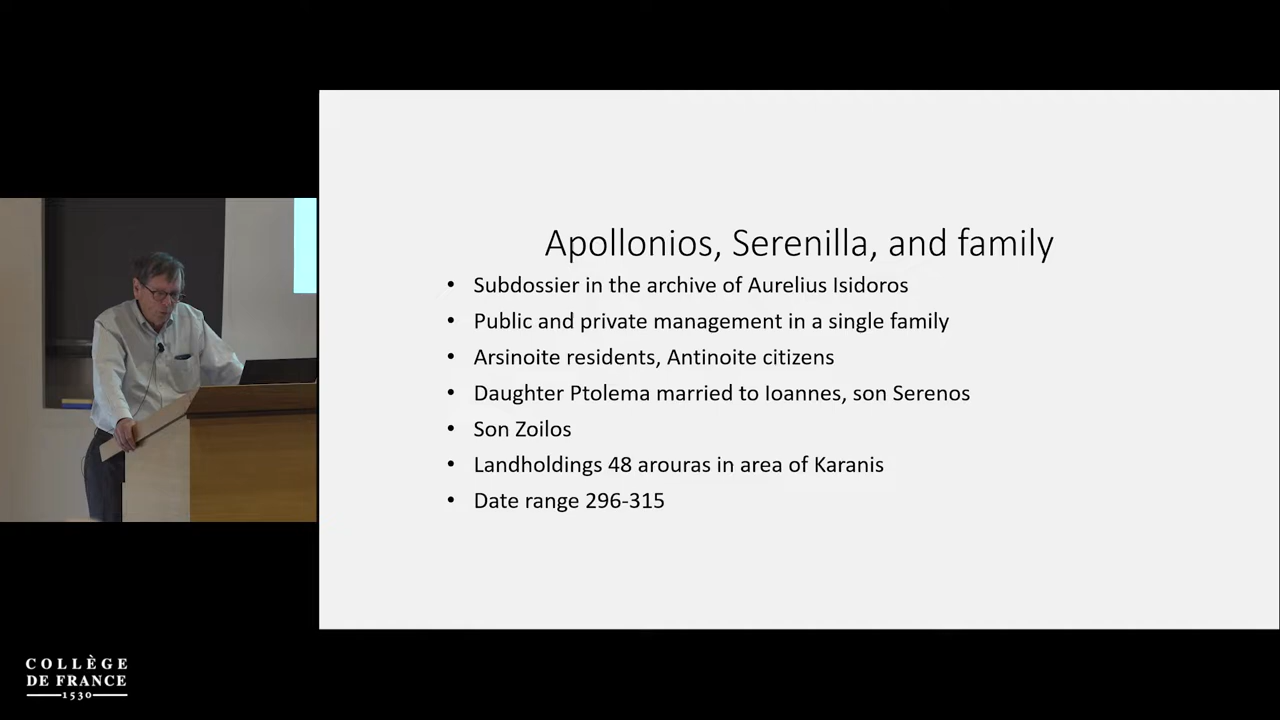 Apollonios, Serenilla, and family
• Subdossier in the archive of Aurelius Isidoros
• Public and private management in a single family
• Arsinoite residents, Antinoite citizens
• Daughter Ptolema married to Ioannes, son Serenos
• Son Zoilos
• Landholdings 48 arouras in area of Karanis
• Date range 296-315
COLLÈGE
DE FRANCE
1530